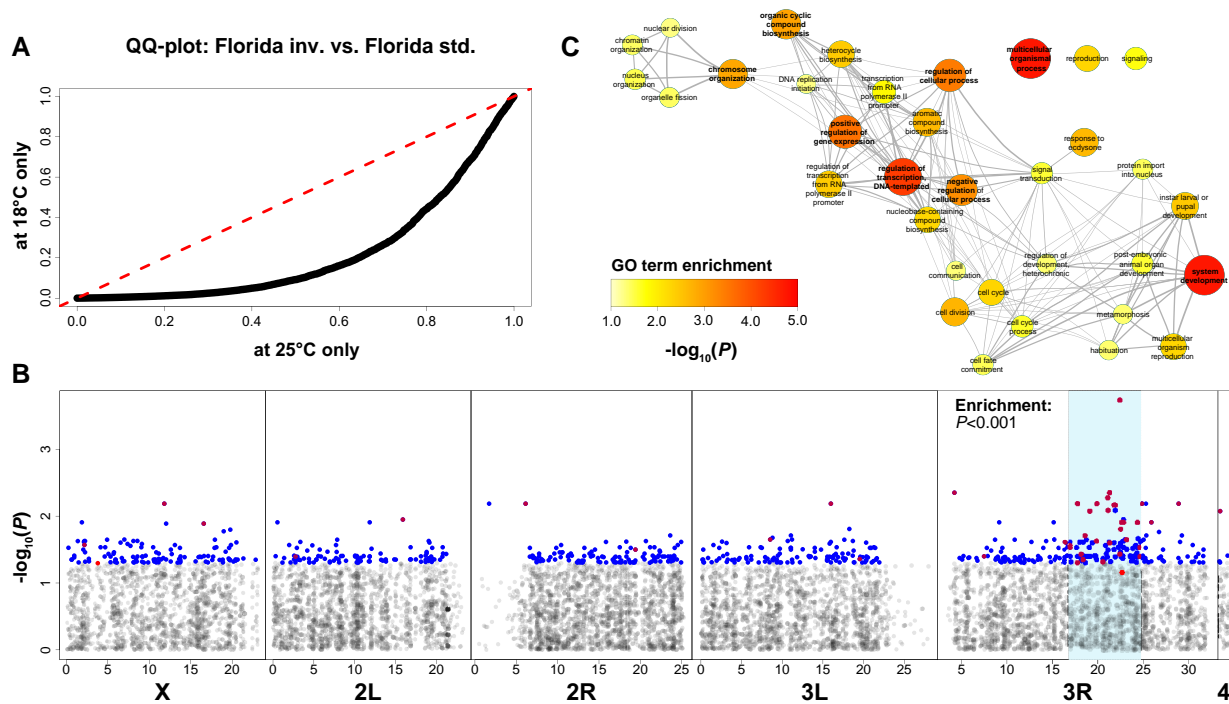 A
QQ-plot: Florida inv. vs. Florida std.
at 18°C only
1.0
0.8
0.6
0.4
0.2
0.0
0.0
0.2
0.4
0.6
0.8
1.0
at 25°C only
C
nuclear division
chromatin
organization
nucleus
organization
organelle fission
chromosome
organization
organic cyclic
compound
biosynthesis
heterocycle
biosynthesis
DNA replication
initiation
transcription
from RNA
polymerase II
promoter
regulation of
cellular process
multicellular
organismal
process
reproduction
signaling
aromatic
compound
biosynthesis
positive
regulation of
gene expression
regulation of
transcription
from RNA
polymerase II
promoter
regulation of
transcription,
DNA-templated
negative
regulation of
cellular process
nucleobase-containing
compound
biosynthesis
signal
transduction
response to
ecdysone
protein import
into nucleus
instar larval or
pupal
development
cell
communication
regulation of
development,
heterochronic
post-embryonic
animal organ
development
system
development
cell cycle
cell division
cell cycle
process
metamorphosis
habituation
multicellular
organism
reproduction
cell fate
commitment
GO term enrichment
1.0 2.0 3.0 4.0 5.0
-log10(P)
B
Enrichment:
P<0.001
-log10(P)
3
2
1
0
0 5 10 15 20
0 5 10 15 20
0 5 10 15 20 25
0 5 10 15 20 25
5 10 15 20 25 30
X
2L
2R
3L
3R
4